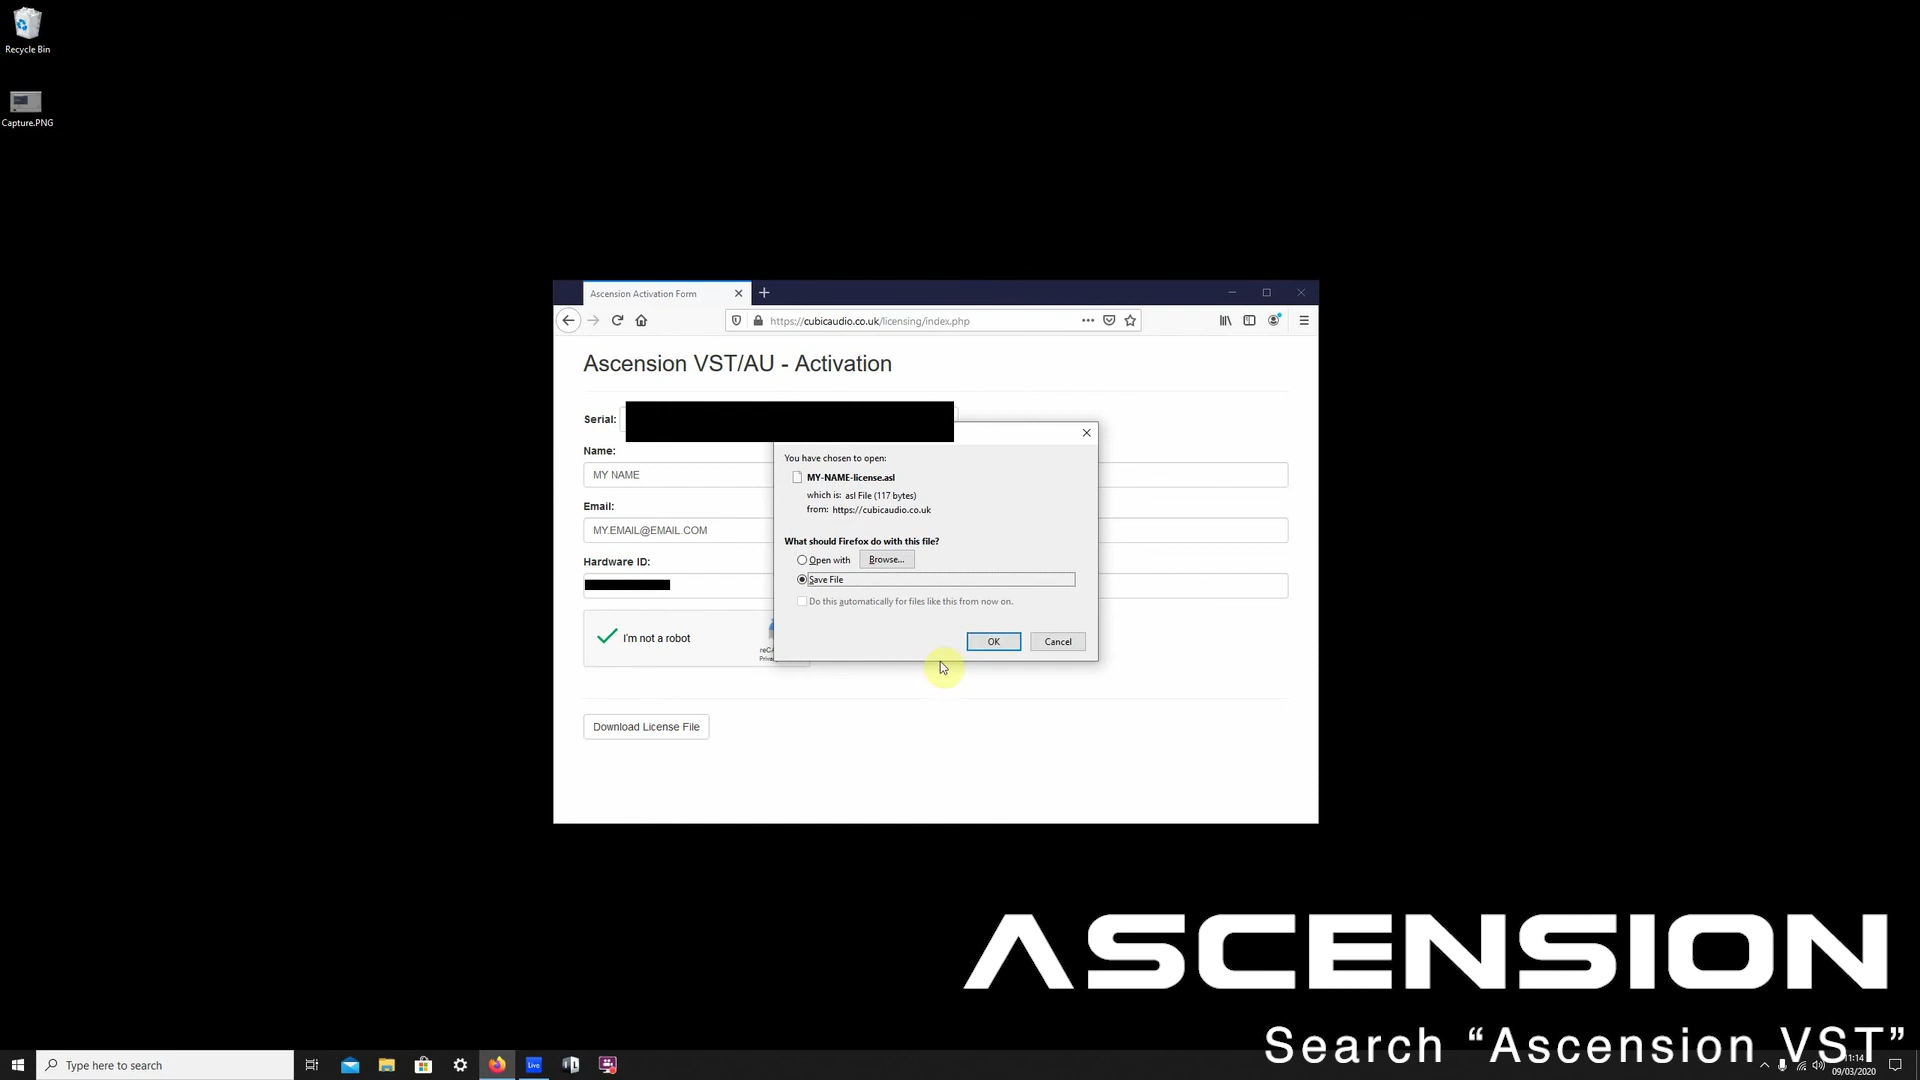 Recycle Bin
Capture.PNG
Ascension Activation Form
https://cubicaudio.co.uk/licensing/index.php
Ascension VST/AU - Activation
Serial:
Name:
MY NAME
Email:
MY.EMAIL@EMAIL.COM
Hardware ID:
I'm not a robot
You have chosen to open:
MY-NAME-license.asl
which is: asl File (117 bytes)
from: https://cubicaudio.co.uk
What should Firefox do with this file?
Open with
Browse...
Save File
Do this automatically for files like this from now on.
OK
Cancel
Download License File
ASCENSION
Search “Ascension VST”
Type here to search
Live
11:14
09/03/2020